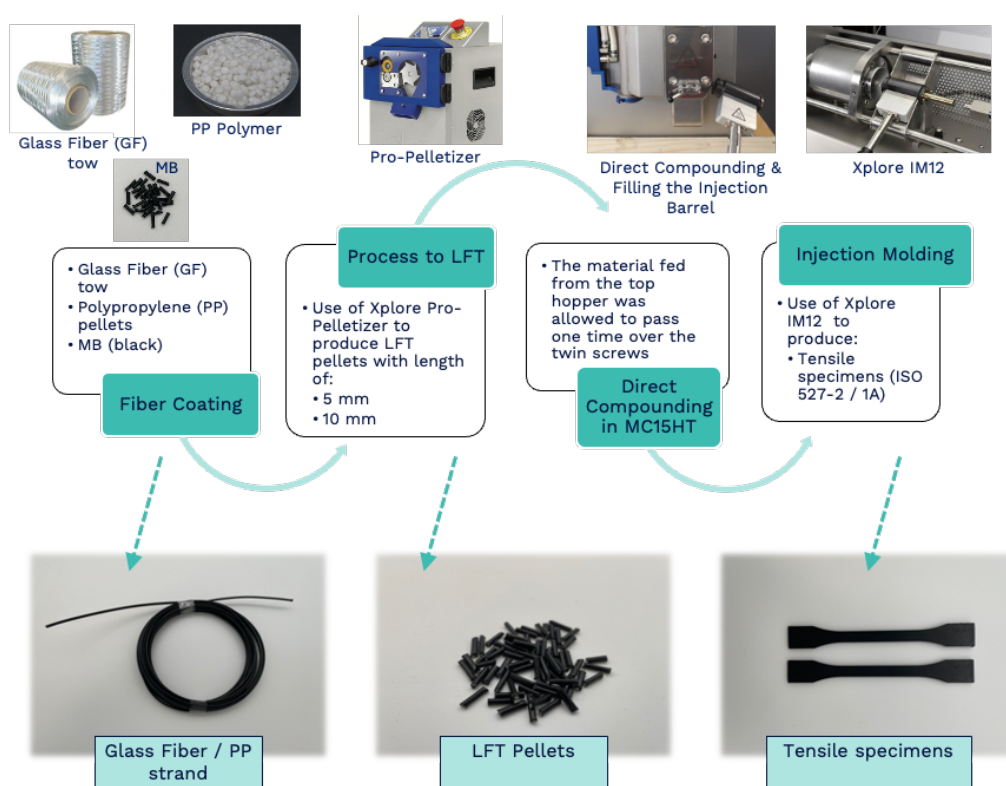 Glass Fiber (GF)
tow
PP Polymer
MB
Pro-Pelletizer
Direct Compounding &
Filling the Injection
Barrel
Xplore IM12
• Glass Fiber (GF)
tow
• Polypropylene (PP)
pellets
• MB (black)
Fiber Coating
Process to LFT
• Use of Xplore Pro-
Pelletizer to
produce LFT
pellets with length
of:
• 5 mm
• 10 mm
• The material fed
from the top
hopper was
allowed to pass
one time over the
twin screws
Direct
Compounding
in MC15HT
Injection Molding
• Use of Xplore
IM12 to
produce:
• Tensile
specimens (ISO
527-2 / 1A)
Glass Fiber / PP
strand
LFT Pellets
Tensile specimens